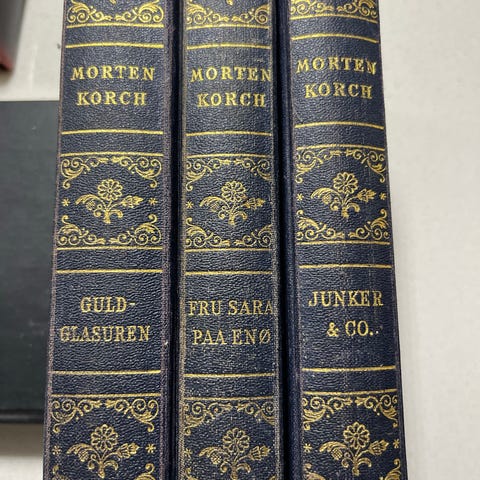 MORTEN
KORCH
GULD-
GLASUREN
MORTEN
KORCH
FRU SARA
PAA ENØ
MORTEN
KORCH
JUNKER
& CO..